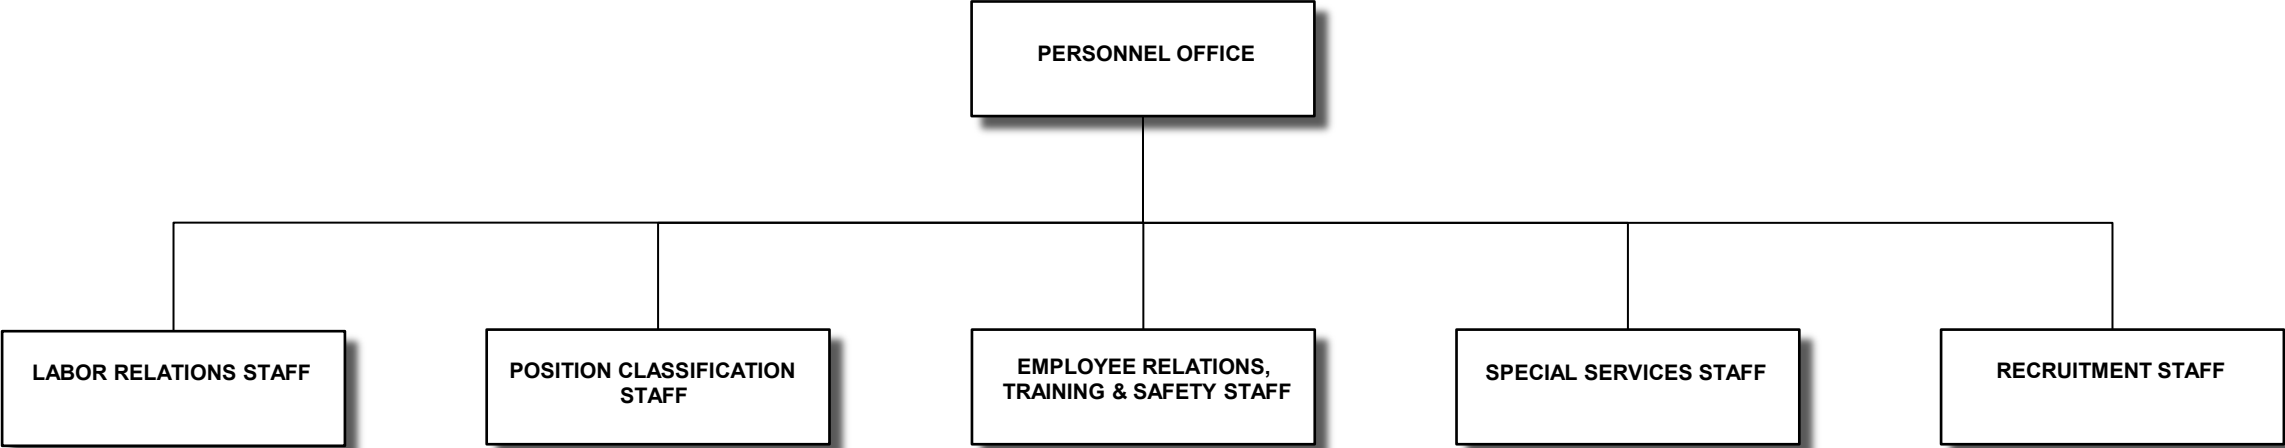 PERSONNEL OFFICE
LABOR RELATIONS STAFF
POSITION CLASSIFICATION
STAFF
EMPLOYEE RELATIONS,
TRAINING & SAFETY STAFF
SPECIAL SERVICES STAFF
RECRUITMENT STAFF